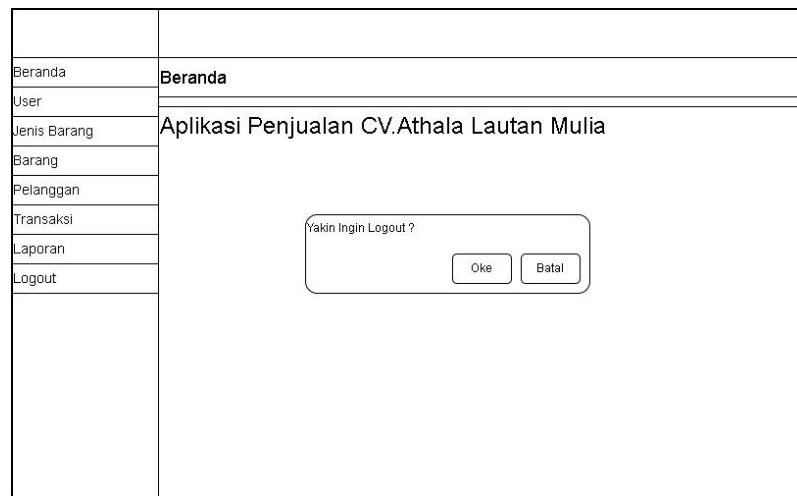 Beranda
User
Jenis Barang
Barang
Pelanggan
Transaksi
Laporan
Logout
Beranda
Aplikasi Penjualan CV.Athala Lautan Mulia
Yakin Ingin Logout ?
Oke Batal